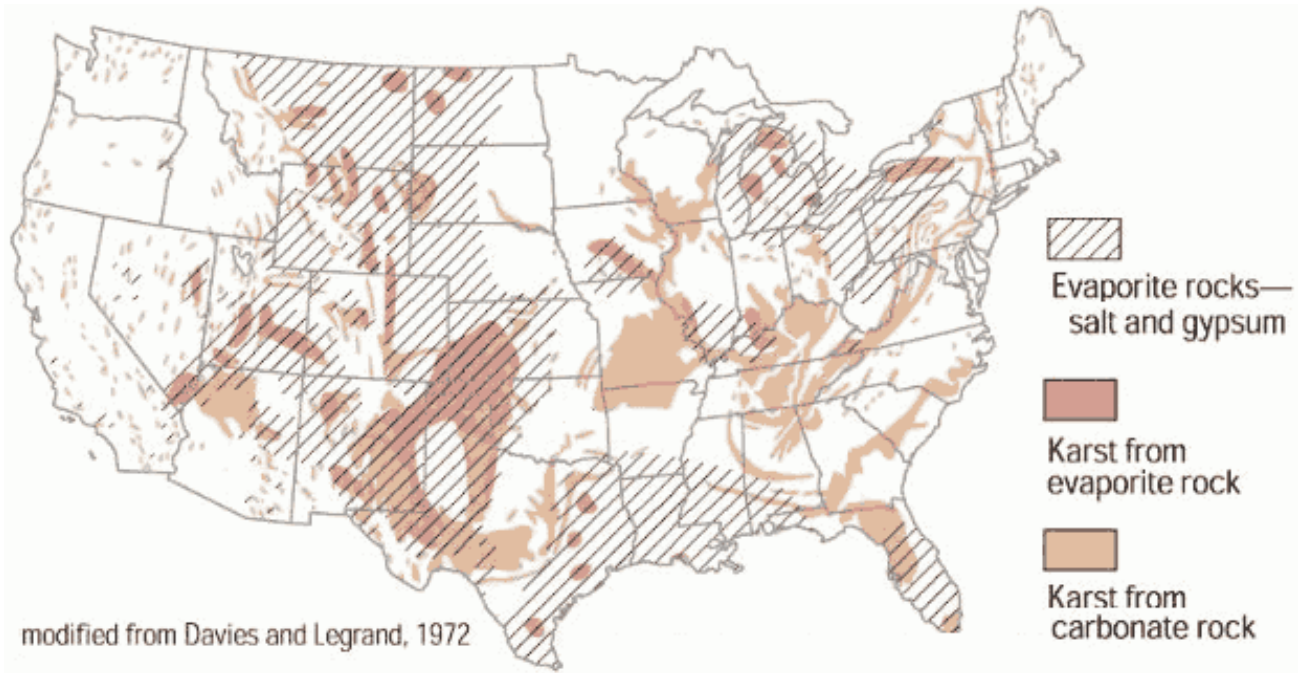 Evaporite rocks—
salt and gypsum
Karst from
evaporite rock
Karst from
carbonate rock
modified from Davies and Legrand, 1972